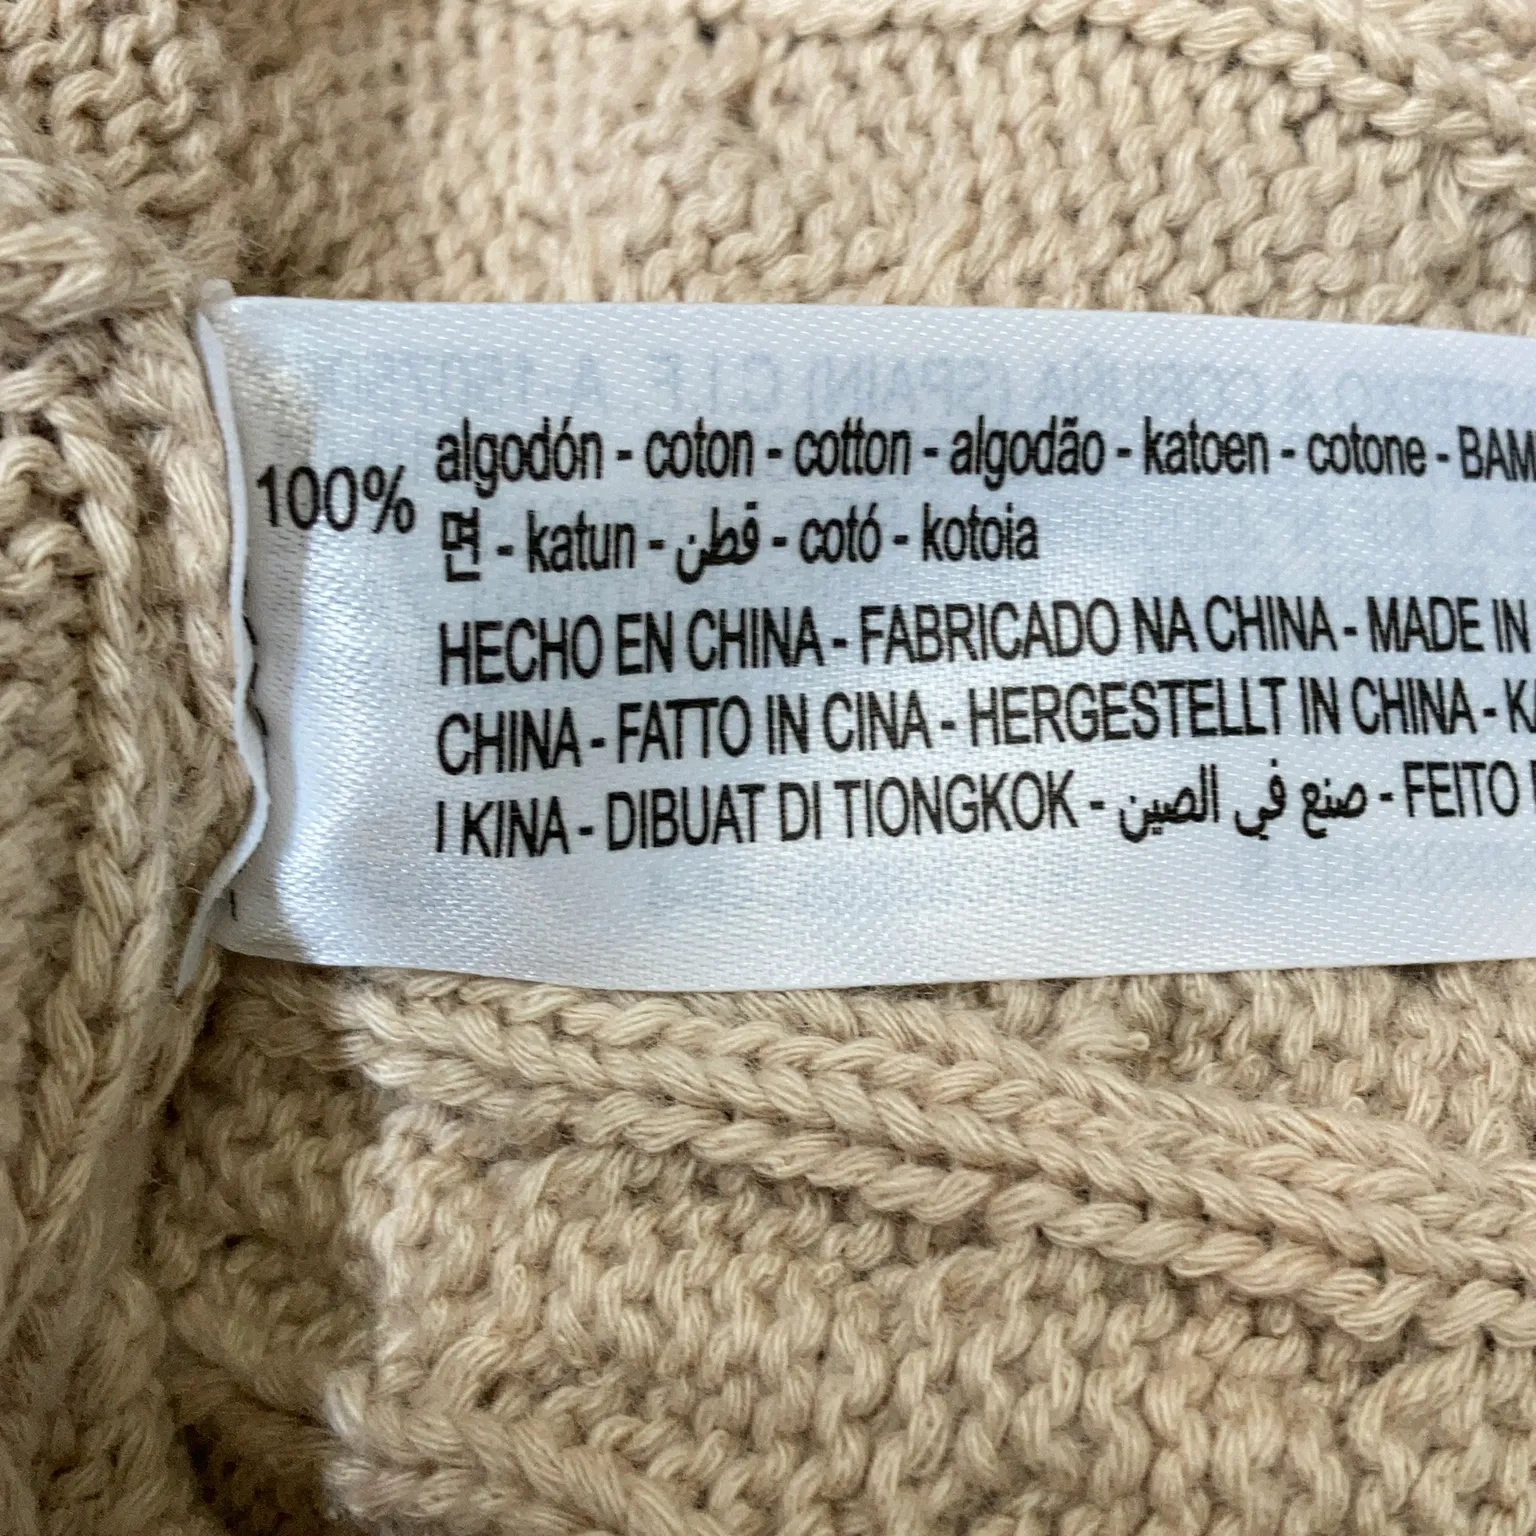 100% algodón - coton - cotton - algodão - katoen - cotone -
면 - katun - قطن - cotó - kotoia
HECHO EN CHINA - FABRICADO NA CHINA - MADE IN
CHINA - FATTO IN CINA - HERGESTELLT IN CHINA -
I KINA - DIBUAT DI TIONGKOK - صنع في الصين - FEITO